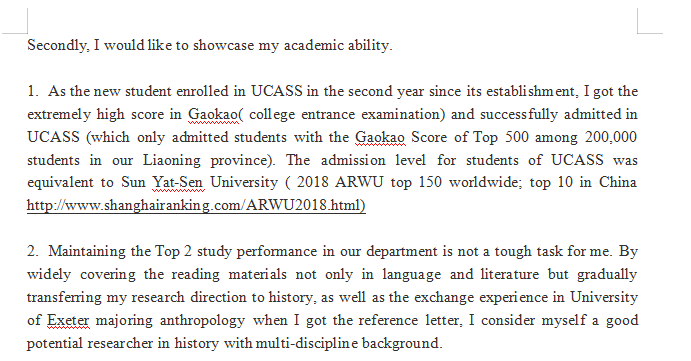 Secondly, I would like to showcase my academic ability.
1. As the new student enrolled in UCASS in the second year since its establishment, I got the
extremely high score in Gaokao( college entrance examination) and successfully admitted in
UCASS (which only admitted students with the Gaokao Score of Top 500 among 200,000
students in our Liaoning province). The admission level for students of UCASS was
equivalent to Sun Yat-Sen University ( 2018 ARWU top 150 worldwide; top 10 in China
http://www.shanghairanking.com/ARWU2018.html)
2. Maintaining the Top 2 study performance in our department is not a tough task for me. By
widely covering the reading materials not only in language and literature but gradually
transferring my research direction to history, as well as the exchange experience in University
of Exeter majoring anthropology when I got the reference letter, I consider myself a good
potential researcher in history with multi-discipline background.